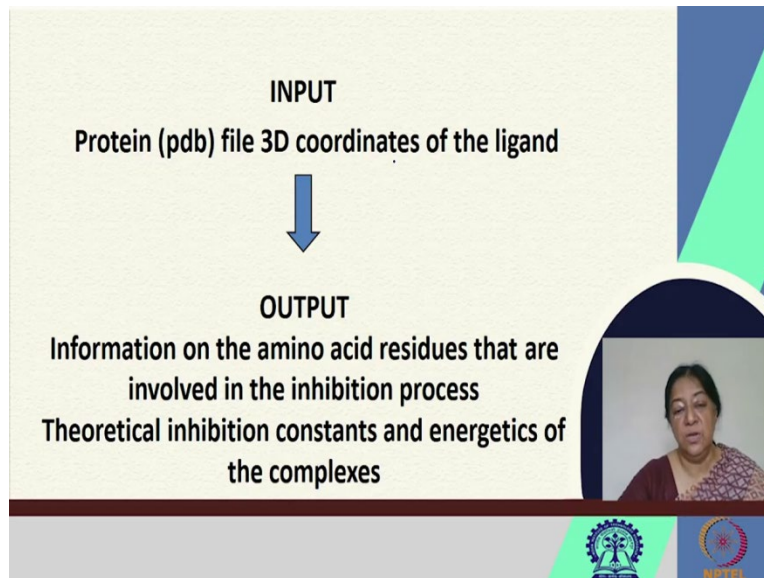 INPUT
Protein (pdb) file 3D coordinates of the ligand
OUTPUT
Information on the amino acid residues that are
involved in the inhibition process
Theoretical inhibition constants and energetics of
the complexes
NPTEL